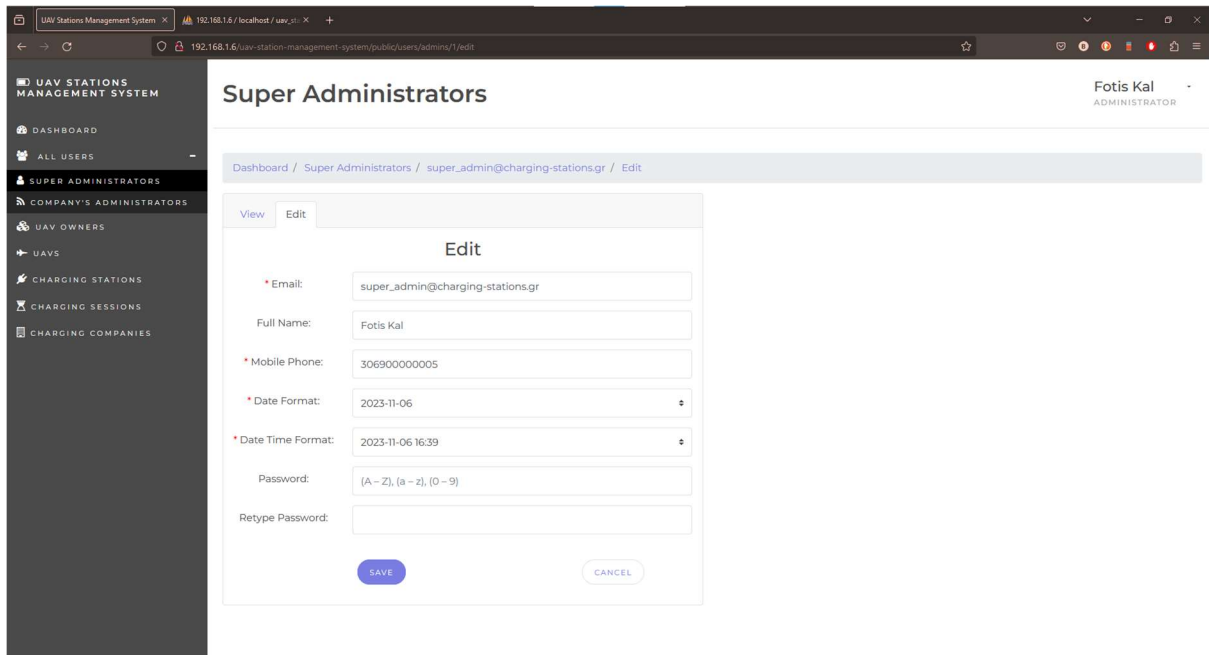 UAV Stations Management System
192.168.1.6 / localhost / uav_st
192.168.1.6/uav-station-management-system/public/users/admins/1/edit
UAV STATIONS
MANAGEMENT SYSTEM
DASHBOARD
ALL USERS
SUPER ADMINISTRATORS
COMPANY'S ADMINISTRATORS
UAV OWNERS
UAVS
CHARGING STATIONS
CHARGING SESSIONS
CHARGING COMPANIES
Super Administrators
Fotis Kal
ADMINISTRATOR
Dashboard / Super Administrators / super_admin@charging-stations.gr / Edit
View Edit
Edit
* Email: super_admin@charging-stations.gr
Full Name: Fotis Kal
* Mobile Phone: 306900000005
* Date Format: 2023-11-06
* Date Time Format: 2023-11-06 16:39
Password: (A – Z), (a – z), (0 – 9)
Retype Password:
SAVE CANCEL